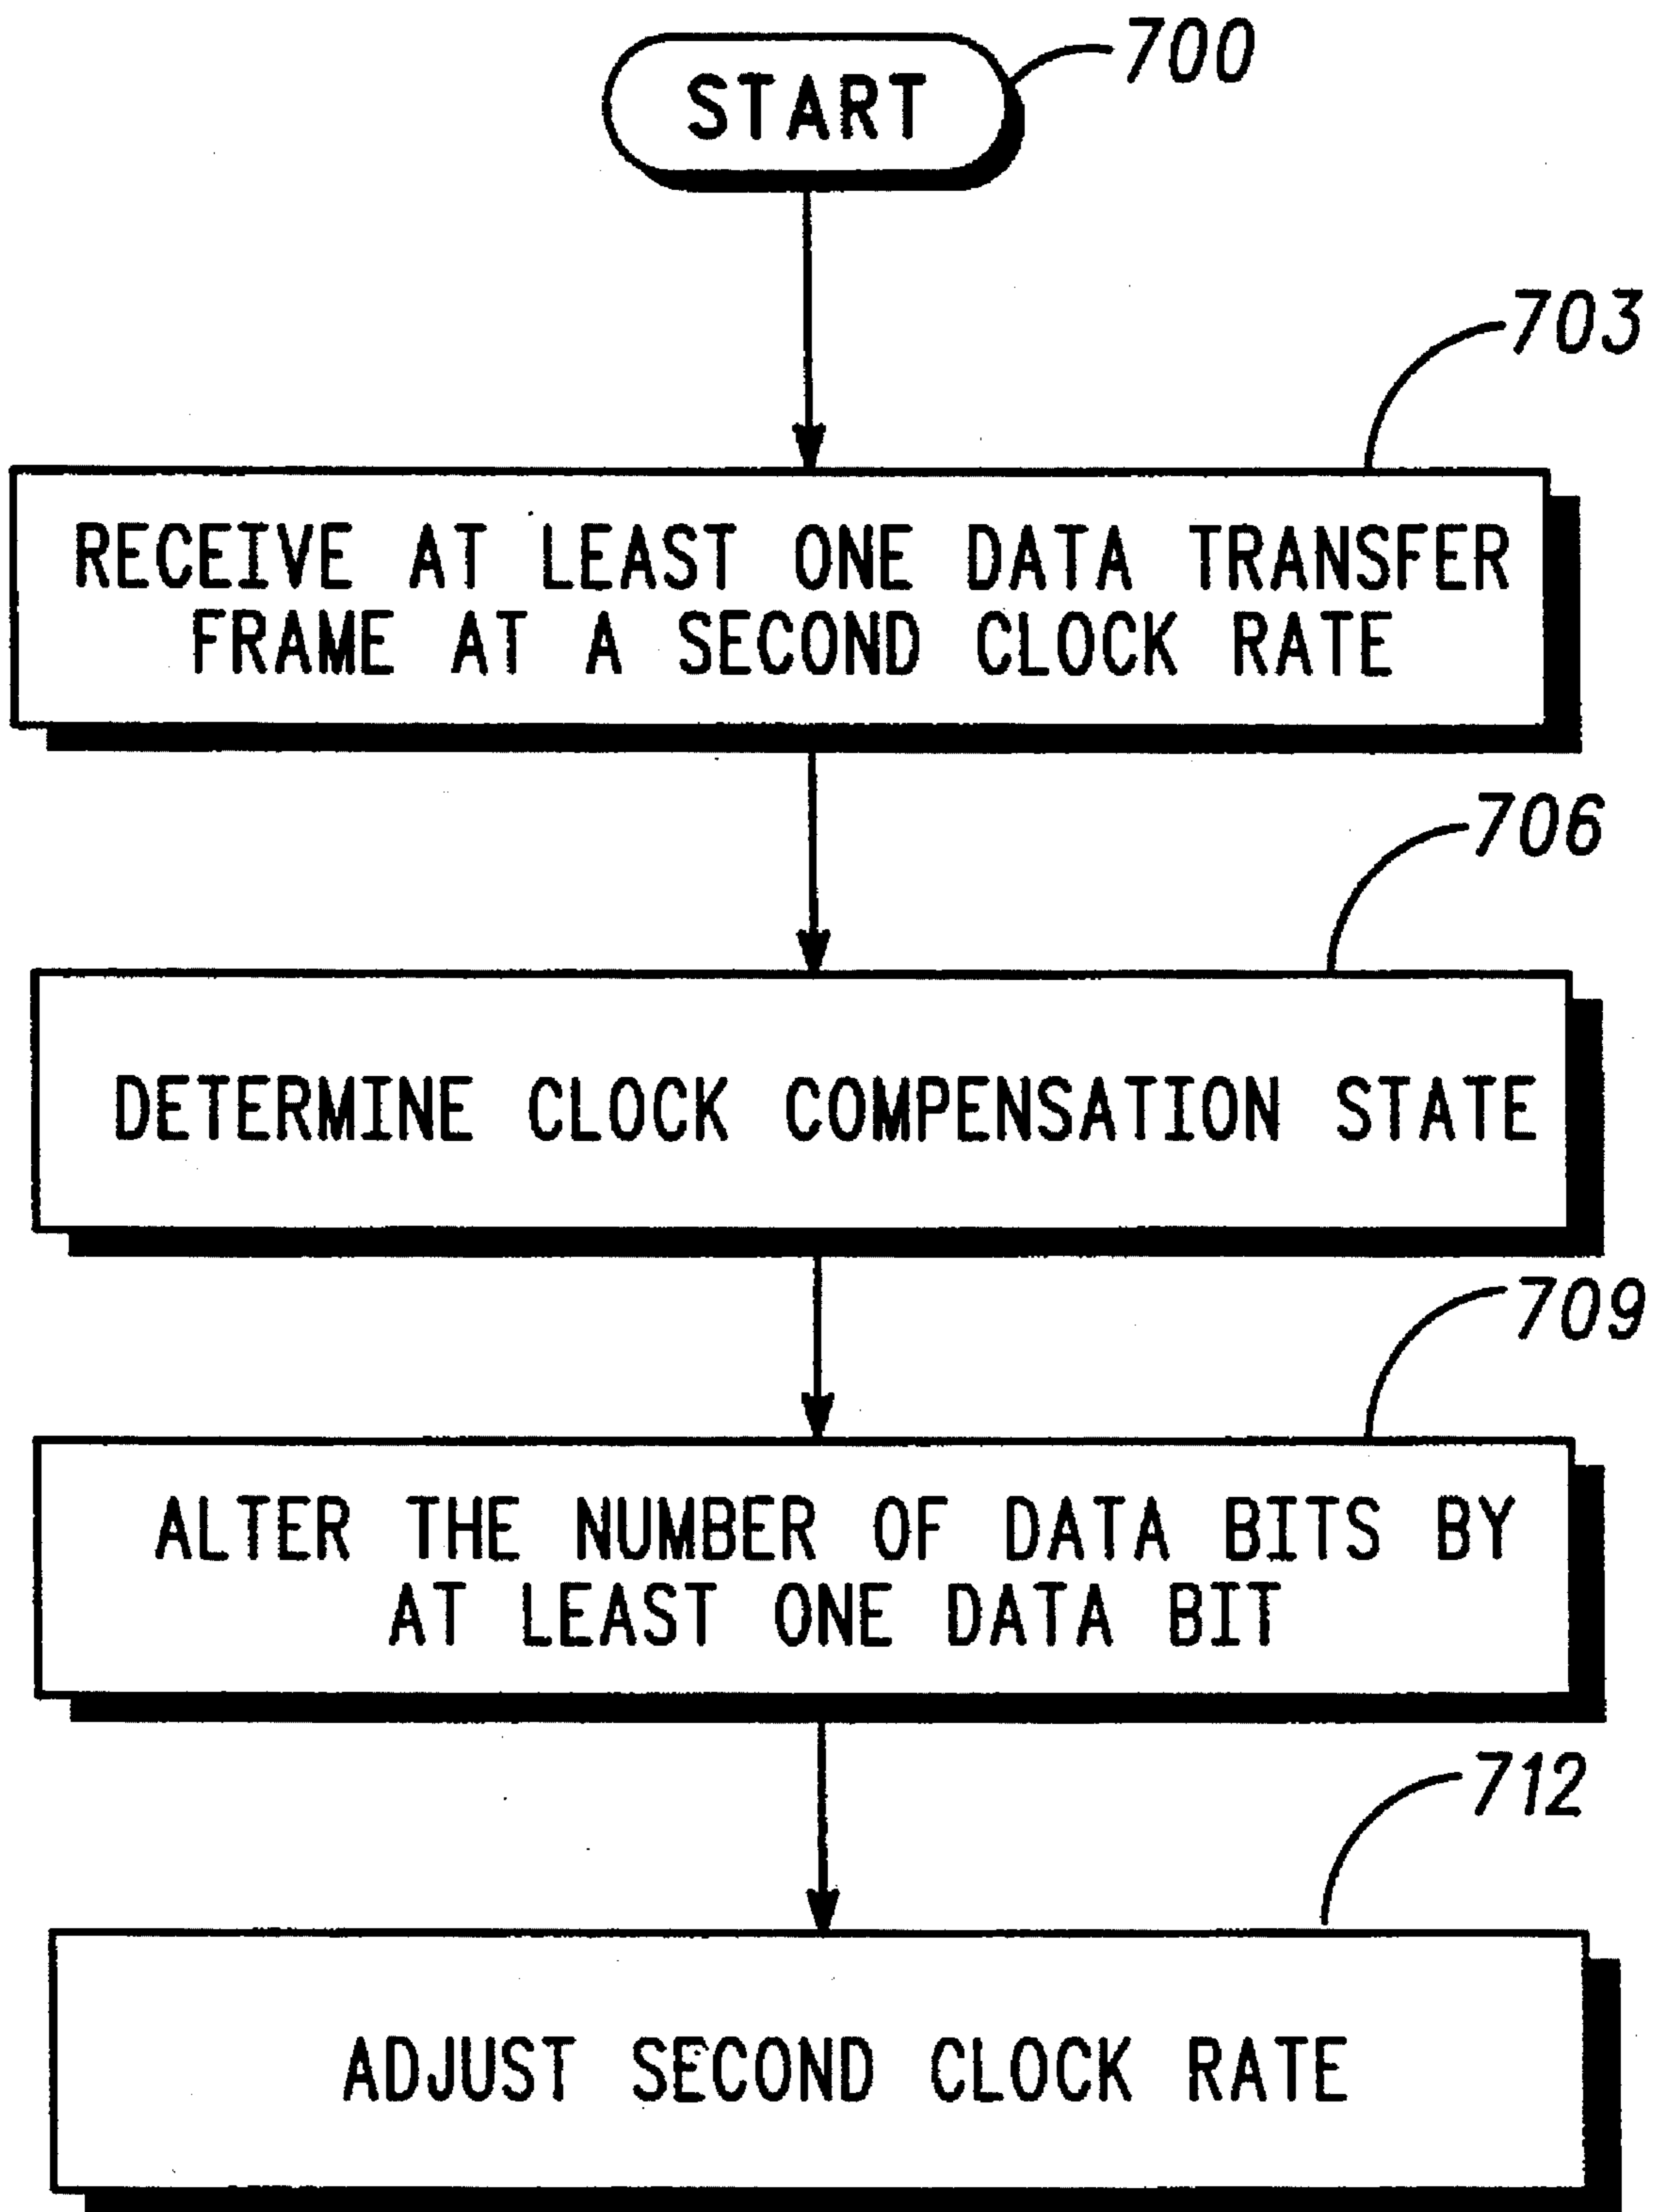 START
700
703
RECEIVE AT LEAST ONE DATA TRANSFER
FRAME AT A SECOND CLOCK RATE
706
DETERMINE CLOCK COMPENSATION STATE
709
ALTER THE NUMBER OF DATA BITS BY
AT LEAST ONE DATA BIT
712
ADJUST SECOND CLOCK RATE